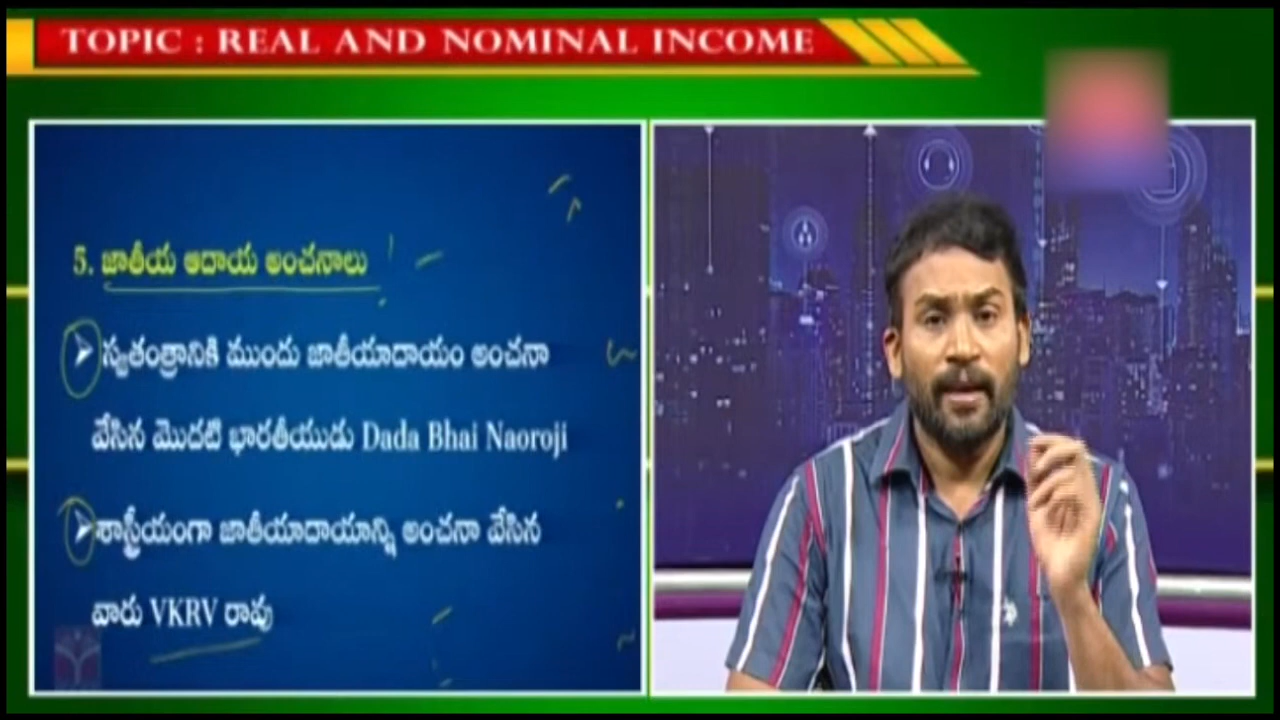 TOPIC : REAL AND NOMINAL INCOME
5. జాతీయ ఆదాయ అంచనాలు
➤ స్వతంత్రానికి ముందు జాతీయాదాయం అంచనా
వేసిన మొదటి భారతీయుడు Dada Bhai Naoroji
➤ శాస్త్రీయంగా జాతీయాదాయాన్ని అంచనా వేసిన
వారు VKRV రావు